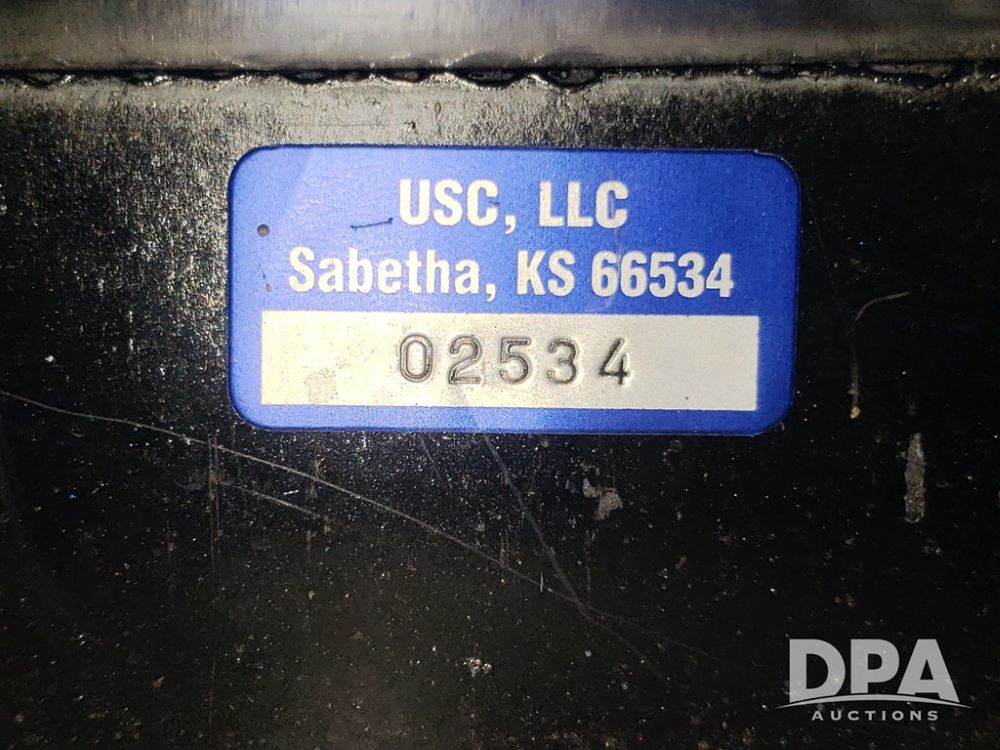 USC, LLC
Sabetha, KS 66534
02534
DPA
AUCTIONS